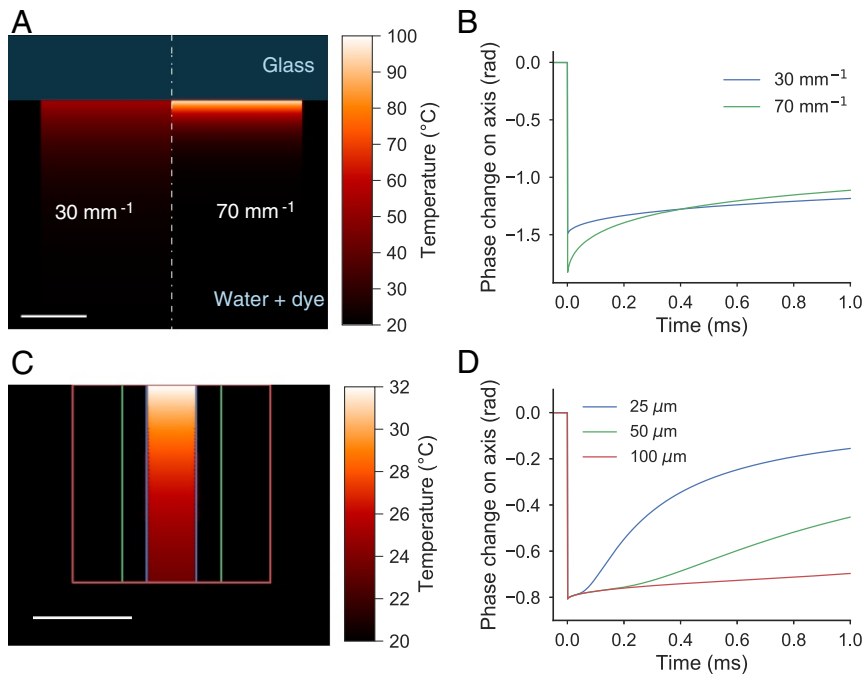 A
Glass
30 mm⁻¹
70 mm⁻¹
Water + dye
100
90
80
70
60
50
40
30
20
Temperature (°C)
B
0.0
−0.5
−1.0
−1.5
Phase change on axis (rad)
30 mm⁻¹
70 mm⁻¹
0.0 0.2 0.4 0.6 0.8 1.0
Time (ms)
C
32
30
28
26
24
22
20
Temperature (°C)
D
0.0
−0.2
−0.4
−0.6
−0.8
Phase change on axis (rad)
25 μm
50 μm
100 μm
0.0 0.2 0.4 0.6 0.8 1.0
Time (ms)